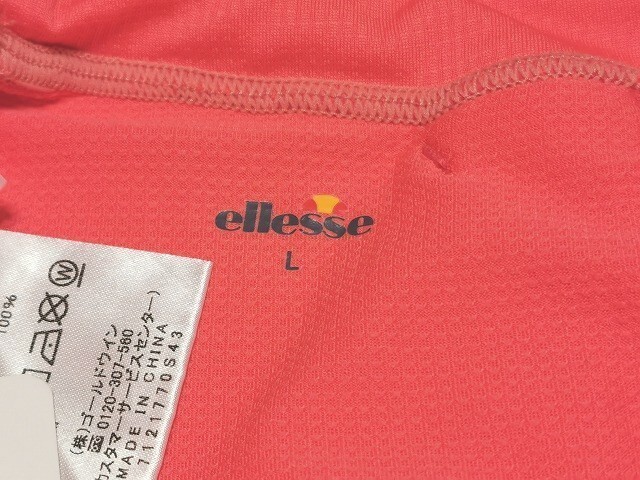 ellesse
L
100%
(株)ゴールドウイン
0120-307-560
カスタマーサービスセンター)
MADE IN CHINA
7121770S43